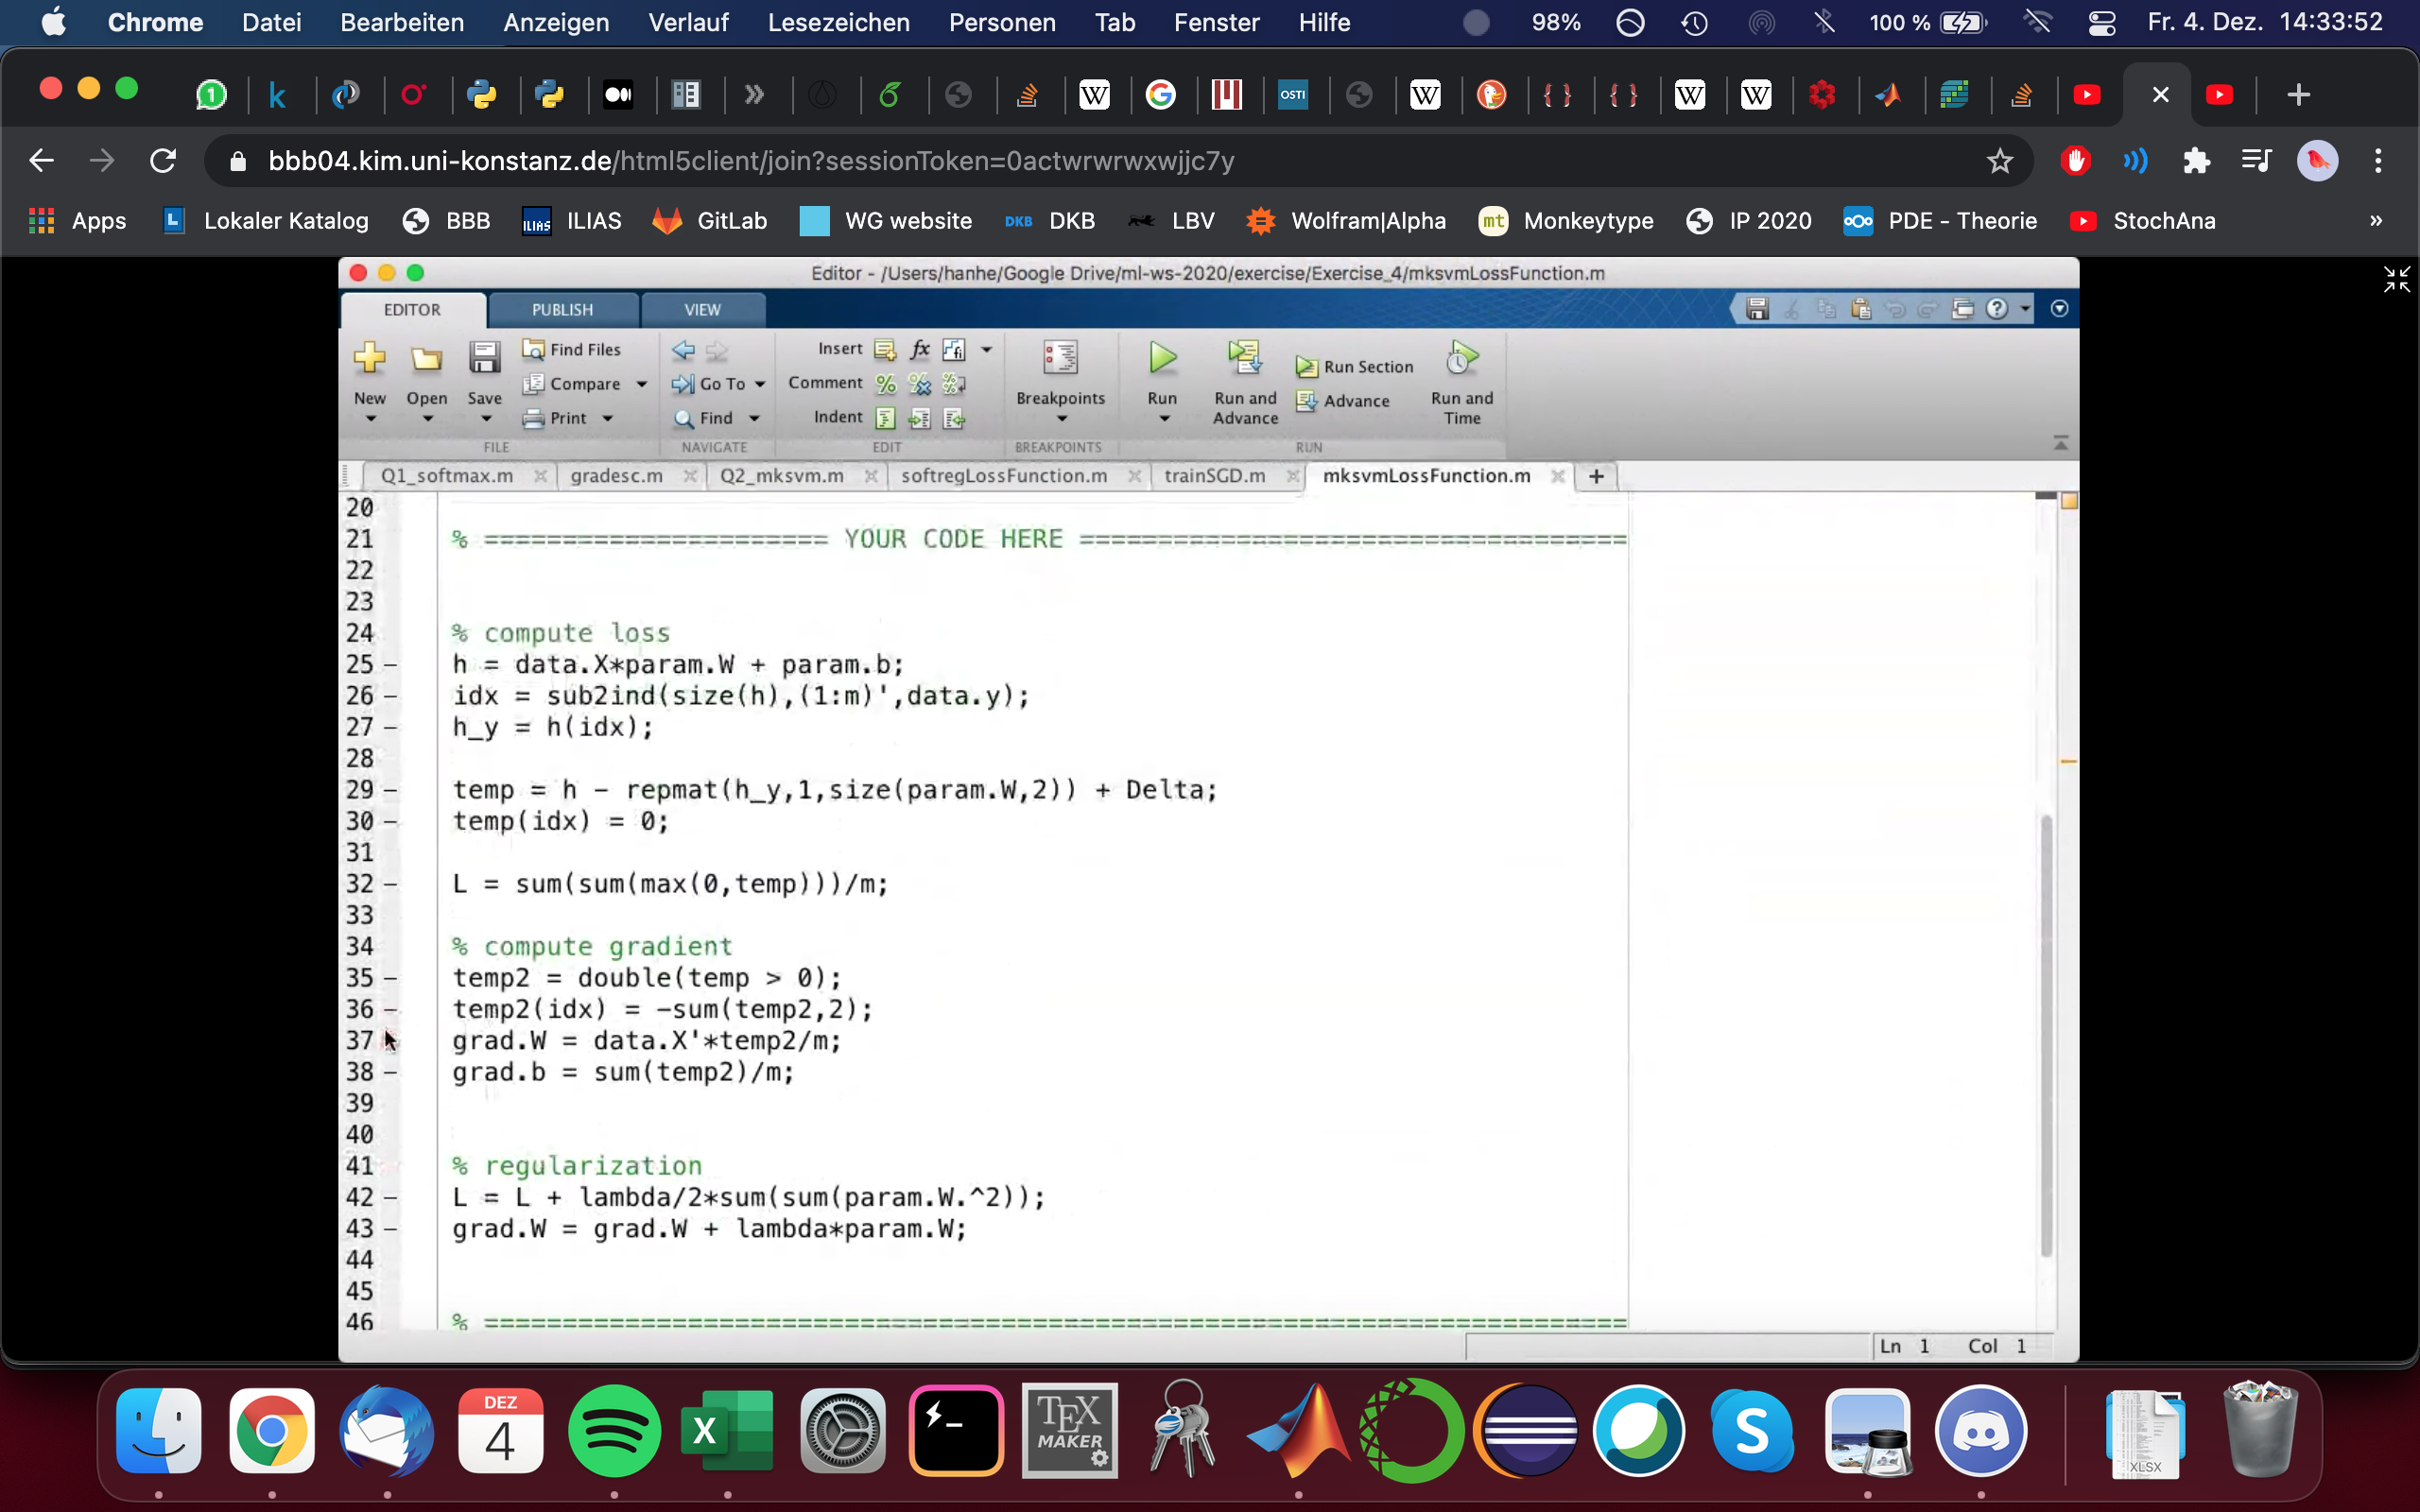 Chrome Datei Bearbeiten Anzeigen Verlauf Lesezeichen Personen Tab Fenster Hilfe 98% 100 % Fr. 4. Dez. 14:33:52
1 k W OSTI W { } { } W W
bbb04.kim.uni-konstanz.de/html5client/join?sessionToken=0actwrwrwxwjjc7y
Apps Lokaler Katalog BBB ILIAS ILIAS GitLab WG website DKB DKB LBV Wolfram|Alpha mt Monkeytype IP 2020 PDE - Theorie StochAna »
Editor - /Users/hanhe/Google Drive/ml-ws-2020/exercise/Exercise_4/mksvmLossFunction.m
EDITOR PUBLISH VIEW
New Open Save Find Files Compare Print Go To Find Insert fx Comment Indent Breakpoints Run Run and Advance Run Section Advance Run and Time
FILE NAVIGATE EDIT BREAKPOINTS RUN
Q1_softmax.m gradesc.m Q2_mksvm.m softregLossFunction.m trainSGD.m mksvmLossFunction.m +
20
21 % ====================== YOUR CODE HERE ===================================
22
23
24 % compute loss
25 – h = data.X*param.W + param.b;
26 – idx = sub2ind(size(h),(1:m)',data.y);
27 – h_y = h(idx);
28
29 – temp = h - repmat(h_y,1,size(param.W,2)) + Delta;
30 – temp(idx) = 0;
31
32 – L = sum(sum(max(0,temp)))/m;
33
34 % compute gradient
35 – temp2 = double(temp > 0);
36 – temp2(idx) = -sum(temp2,2);
37 grad.W = data.X'*temp2/m;
38 – grad.b = sum(temp2)/m;
39
40
41 % regularization
42 – L = L + lambda/2*sum(sum(param.W.^2));
43 – grad.W = grad.W + lambda*param.W;
44
45
46 % =========================================================================
Ln 1 Col 1
DEZ
4
X
TEX
MAKER
S
XLSX